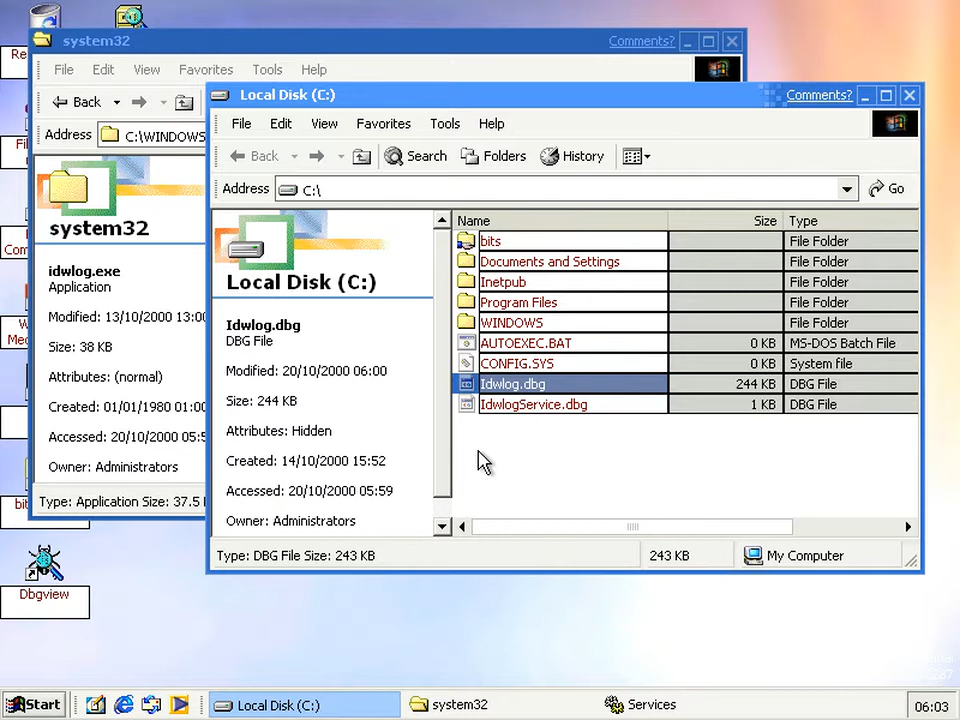 Re
Fil
Com
W
Med
bit
Dbgview
system32
Comments?
File Edit View Favorites Tools Help
Back
Address C:\WINDOWS
system32
idwlog.exe
Application
Modified: 13/10/2000 13:00
Size: 38 KB
Attributes: (normal)
Created: 01/01/1980 01:00
Accessed: 20/10/2000 05:5
Owner: Administrators
Type: Application Size: 37.5
Local Disk (C:)
Comments?
File Edit View Favorites Tools Help
Back Search Folders History
Address C:\ Go
Local Disk (C:)
Idwlog.dbg
DBG File
Modified: 20/10/2000 06:00
Size: 244 KB
Attributes: Hidden
Created: 14/10/2000 15:52
Accessed: 20/10/2000 05:59
Owner: Administrators
Name Size Type
bits File Folder
Documents and Settings File Folder
Inetpub File Folder
Program Files File Folder
WINDOWS File Folder
AUTOEXEC.BAT 0 KB MS-DOS Batch File
CONFIG.SYS 0 KB System file
Idwlog.dbg 244 KB DBG File
IdwlogService.dbg 1 KB DBG File
Type: DBG File Size: 243 KB 243 KB My Computer
Start Local Disk (C:) system32 Services 06:03